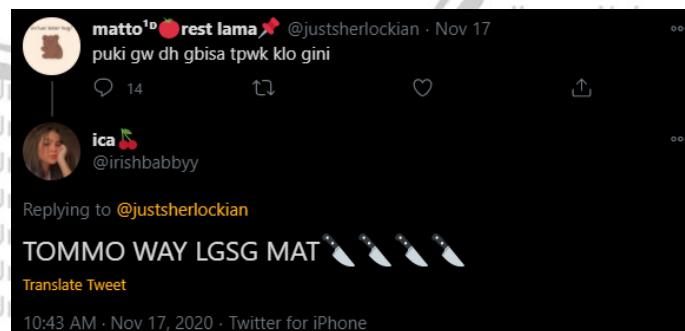 matto¹ᴰ🍅rest lama📌 @justsherlockian · Nov 17
puki gw dh gbisa tpwk klo gini
14
ica🍒
@irishbabbyy
Replying to @justsherlockian
TOMMO WAY LGSG MAT🔪🔪🔪🔪
Translate Tweet
10:43 AM · Nov 17, 2020 · Twitter for iPhone